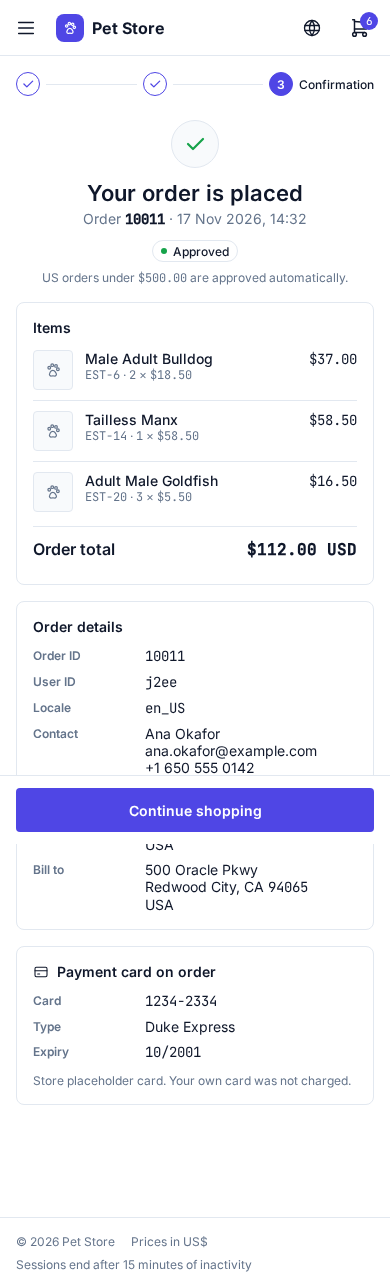 Pet Store
6
3 Confirmation
Your order is placed
Order 10011 · 17 Nov 2026, 14:32
Approved
US orders under $500.00 are approved automatically.
Items
Male Adult Bulldog $37.00
EST-6 · 2 × $18.50
Tailless Manx $58.50
EST-14 · 1 × $58.50
Adult Male Goldfish $16.50
EST-20 · 3 × $5.50
Order total $112.00 USD
Order details
Order ID 10011
User ID j2ee
Locale en_US
Contact Ana Okafor
ana.okafor@example.com
+1 650 555 0142
Continue shopping
USA
Bill to 500 Oracle Pkwy
Redwood City, CA 94065
USA
Payment card on order
Card 1234-2334
Type Duke Express
Expiry 10/2001
Store placeholder card. Your own card was not charged.
© 2026 Pet Store Prices in US$
Sessions end after 15 minutes of inactivity